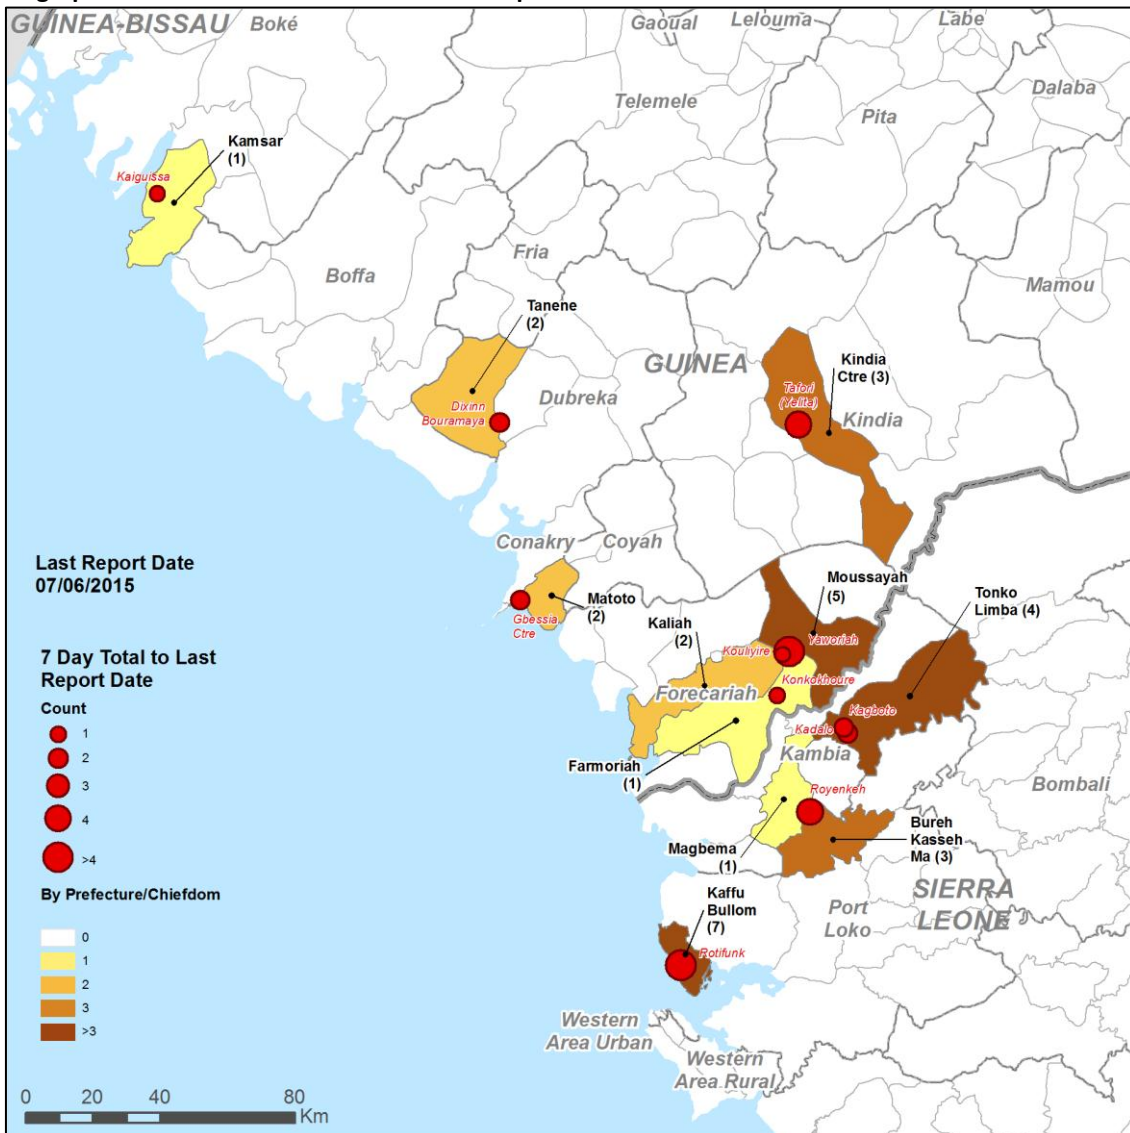 GUINEA-BISSAU
Boké
Gaoual
Lelouma
Labe
Telemele
Dalaba
Pita
Kamsar
(1)
Kaiguissa
Fria
Boffa
Mamou
Tanene
(2)
GUINEA
Kindia
Ctre (3)
Tafori
(Yelita)
Dubreka
Dixinn
Bouramaya
Kindia
Conakry
Coyah
Last Report Date
07/06/2015
Moussayah
(5)
Tonko
Limba (4)
Matoto
(2)
Gbessia
Ctre
Kaliah
(2)
Yaworiah
Kouliyire
Konkokhoure
Forecariah
7 Day Total to Last
Report Date
Count
1
2
3
4
>4
Kagboto
Kadalo
Kambia
Farmoriah
(1)
Bombali
Royenkeh
Bureh
Kasseh
Ma (3)
Magbema
(1)
By Prefecture/Chiefdom
0
1
2
3
>3
Kaffu
Bullom
(7)
SIERRA
LEONE
Port
Loko
Rotifunk
Western
Area Urban
Western
Area Rural
0 20 40 80
Km